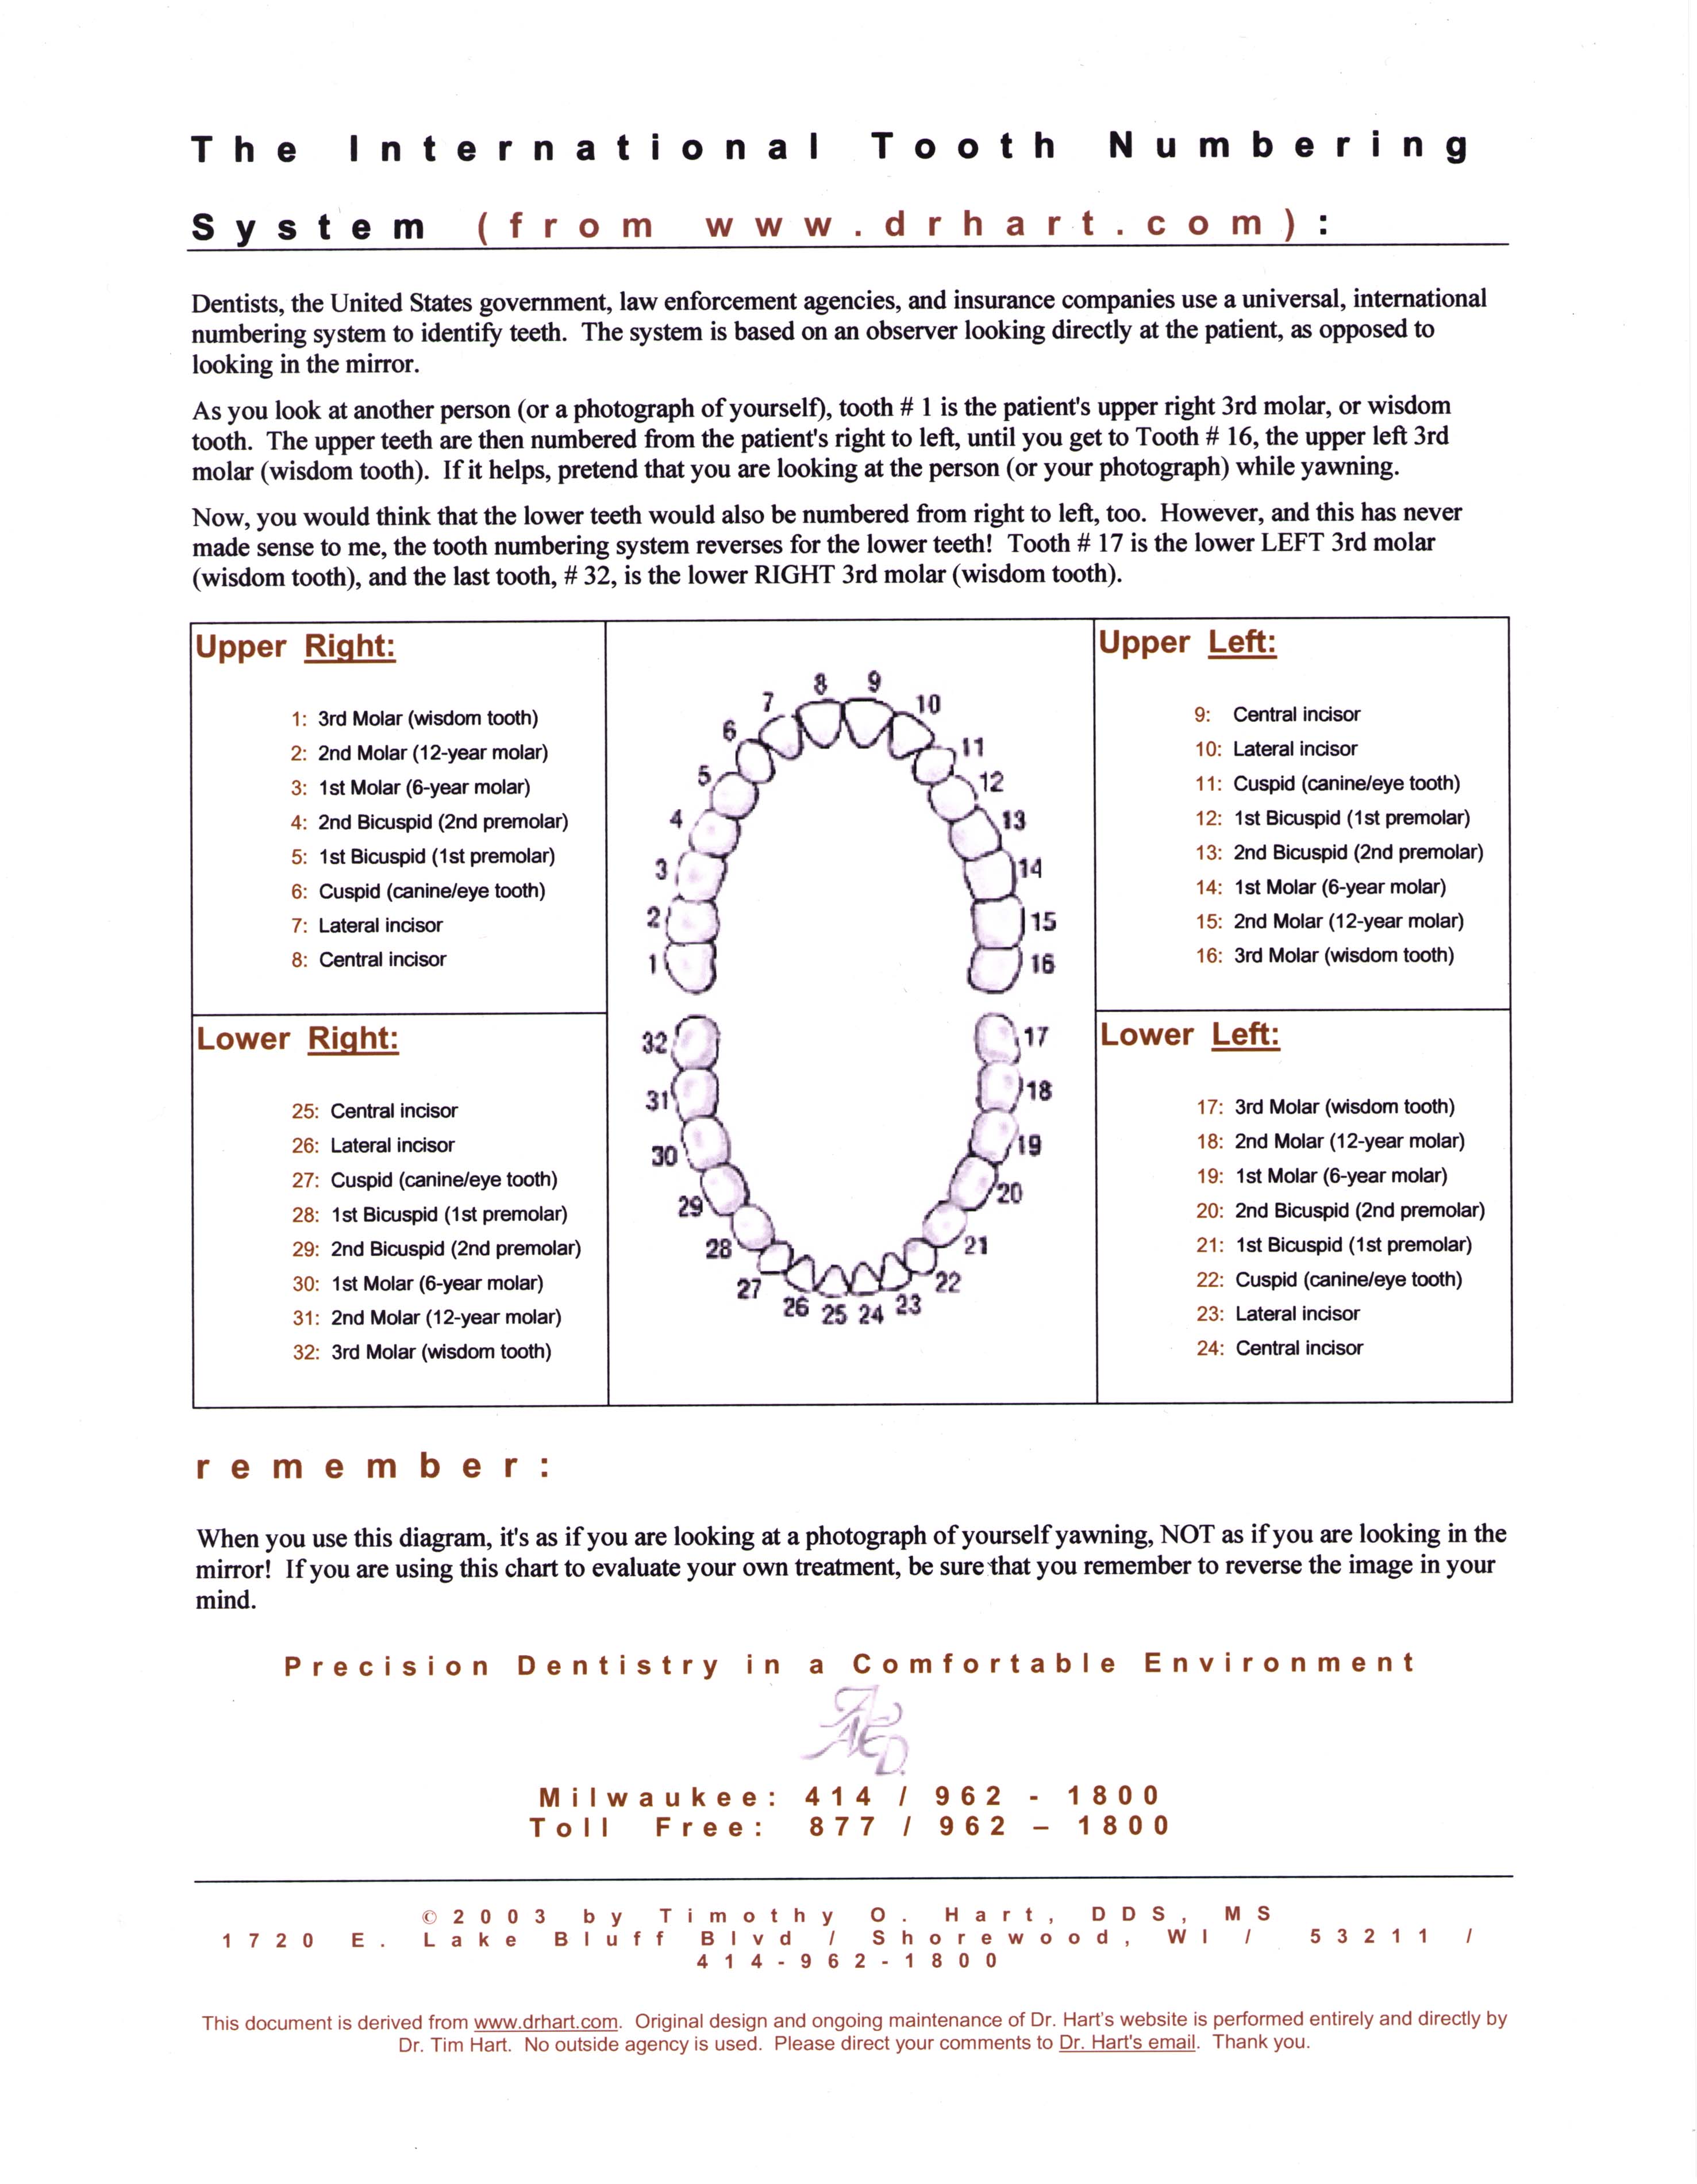 The International Tooth Numbering
System (from www.drhart.com):
Dentists, the United States government, law enforcement agencies, and insurance companies use a universal, international
numbering system to identify teeth. The system is based on an observer looking directly at the patient, as opposed to
looking in the mirror.
As you look at another person (or a photograph of yourself), tooth # 1 is the patient's upper right 3rd molar, or wisdom
tooth. The upper teeth are then numbered from the patient's right to left, until you get to Tooth # 16, the upper left 3rd
molar (wisdom tooth). If it helps, pretend that you are looking at the person (or your photograph) while yawning.
Now, you would think that the lower teeth would also be numbered from right to left, too. However, and this has never
made sense to me, the tooth numbering system reverses for the lower teeth! Tooth # 17 is the lower LEFT 3rd molar
(wisdom tooth), and the last tooth, # 32, is the lower RIGHT 3rd molar (wisdom tooth).
Upper Right:
1: 3rd Molar (wisdom tooth)
2: 2nd Molar (12-year molar)
3: 1st Molar (6-year molar)
4: 2nd Bicuspid (2nd premolar)
5: 1st Bicuspid (1st premolar)
6: Cuspid (canine/eye tooth)
7: Lateral incisor
8: Central incisor
1
2
3
4
5
6
7
8
9
10
11
12
13
14
15
16
Upper Left:
9: Central incisor
10: Lateral incisor
11: Cuspid (canine/eye tooth)
12: 1st Bicuspid (1st premolar)
13: 2nd Bicuspid (2nd premolar)
14: 1st Molar (6-year molar)
15: 2nd Molar (12-year molar)
16: 3rd Molar (wisdom tooth)
Lower Right:
25: Central incisor
26: Lateral incisor
27: Cuspid (canine/eye tooth)
28: 1st Bicuspid (1st premolar)
29: 2nd Bicuspid (2nd premolar)
30: 1st Molar (6-year molar)
31: 2nd Molar (12-year molar)
32: 3rd Molar (wisdom tooth)
32
31
30
29
28
27
26
25
24
23
22
21
20
19
18
17
Lower Left:
17: 3rd Molar (wisdom tooth)
18: 2nd Molar (12-year molar)
19: 1st Molar (6-year molar)
20: 2nd Bicuspid (2nd premolar)
21: 1st Bicuspid (1st premolar)
22: Cuspid (canine/eye tooth)
23: Lateral incisor
24: Central incisor
remember:
When you use this diagram, it's as if you are looking at a photograph of yourself yawning, NOT as if you are looking in the
mirror! If you are using this chart to evaluate your own treatment, be sure that you remember to reverse the image in your
mind.
Precision Dentistry in a Comfortable Environment
Milwaukee: 414 / 962 - 1800
Toll Free: 877 / 962 – 1800
© 2003 by Timothy O. Hart, DDS, MS
1720 E. Lake Bluff Blvd / Shorewood, WI / 53211 /
414-962-1800
This document is derived from www.drhart.com. Original design and ongoing maintenance of Dr. Hart's website is performed entirely and directly by
Dr. Tim Hart. No outside agency is used. Please direct your comments to Dr. Hart's email. Thank you.